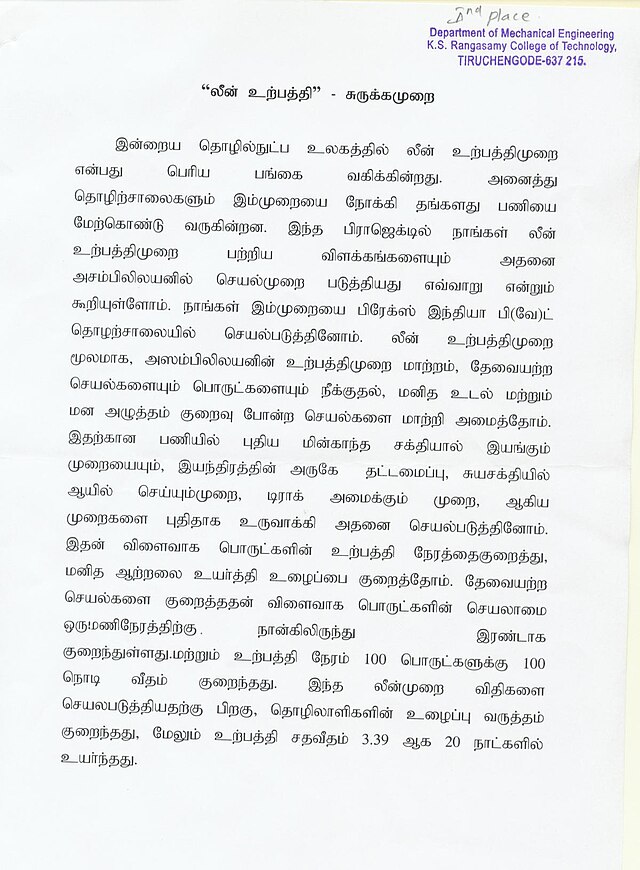 IInd place
Department of Mechanical Engineering
K.S. Rangasamy College of Technology,
TIRUCHENGODE-637 215.
“லீன் உற்பத்தி” - சுருக்கமுறை
இன்றைய தொழில்நுட்ப உலகத்தில் லீன் உற்பத்திமுறை
என்பது பெரிய பங்கை வகிக்கின்றது. அனைத்து
தொழிற்சாலைகளும் இம்முறையை நோக்கி தங்களது பணியை
மேற்கொண்டு வருகின்றன. இந்த பிராஜெக்டில் நாங்கள் லீன்
உற்பத்திமுறை பற்றிய விளக்கங்களையும் அதனை
அசம்பிலிலயனில் செயல்முறை படுத்தியது எவ்வாறு என்றும்
கூறியுள்ளோம். நாங்கள் இம்முறையை பிரேக்ஸ் இந்தியா பி(வே)ட்
தொழற்சாலையில் செயல்படுத்தினோம். லீன் உற்பத்திமுறை
மூலமாக, அஸம்பிலிலயனின் உற்பத்திமுறை மாற்றம், தேவையற்ற
செயல்களையும் பொருட்களையும் நீக்குதல், மனித உடல் மற்றும்
மன அழுத்தம் குறைவு போன்ற செயல்களை மாற்றி அமைத்தோம்.
இதற்கான பணியில் புதிய மின்காந்த சக்தியால் இயங்கும்
முறையையும், இயந்திரத்தின் அருகே தட்டமைப்பு, சுயசக்தியில்
ஆயில் செய்யும்முறை, டிராக் அமைக்கும் முறை, ஆகிய
முறைகளை புதிதாக உருவாக்கி அதனை செயல்படுத்தினோம்.
இதன் விளைவாக பொருட்களின் உற்பத்தி நேரத்தைகுறைத்து,
மனித ஆற்றலை உயர்த்தி உழைப்பை குறைத்தோம். தேவையற்ற
செயல்களை குறைத்ததன் விளைவாக பொருட்களின் செயலாமை
ஒருமணிநேரத்திற்கு நான்கிலிருந்து இரண்டாக
குறைந்துள்ளது.மற்றும் உற்பத்தி நேரம் 100 பொருட்களுக்கு 100
நொடி வீதம் குறைந்தது. இந்த லீன்முறை விதிகளை
செயலபடுத்தியதற்கு பிறகு, தொழிலாளிகளின் உழைப்பு வருத்தம்
குறைந்தது, மேலும் உற்பத்தி சதவீதம் 3.39 ஆக 20 நாட்களில்
உயர்ந்தது.